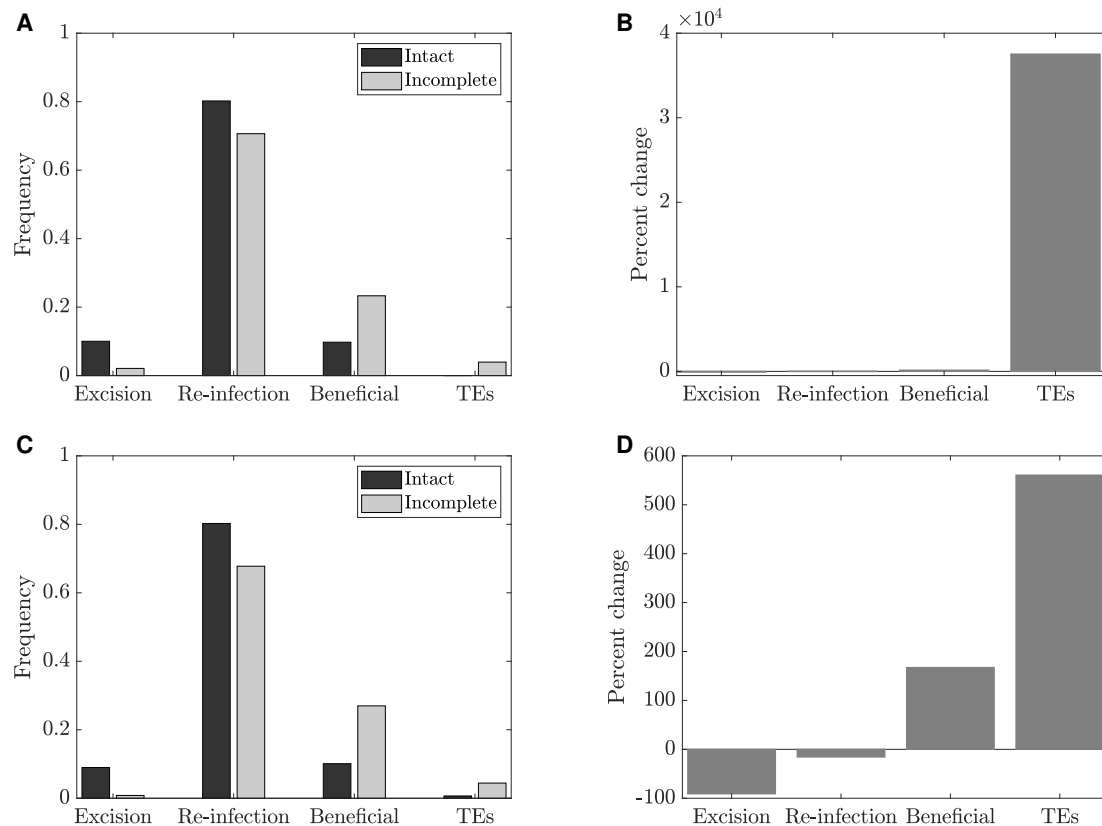 A
Frequency
1
0.8
0.6
0.4
0.2
0
Intact
Incomplete
Excision Re-infection Beneficial TEs
B
×10⁴
Percent change
4
3
2
1
0
Excision Re-infection Beneficial TEs
C
Frequency
1
0.8
0.6
0.4
0.2
0
Intact
Incomplete
Excision Re-infection Beneficial TEs
D
Percent change
600
500
400
300
200
100
0
-100
Excision Re-infection Beneficial TEs